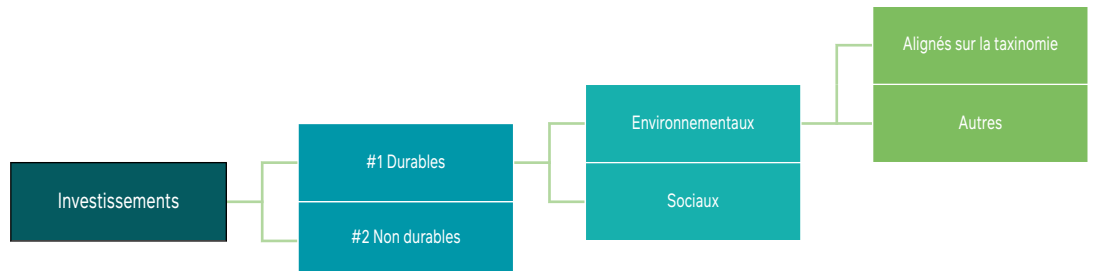 Investissements
#1 Durables
#2 Non durables
Environnementaux
Sociaux
Alignés sur la taxinomie
Autres